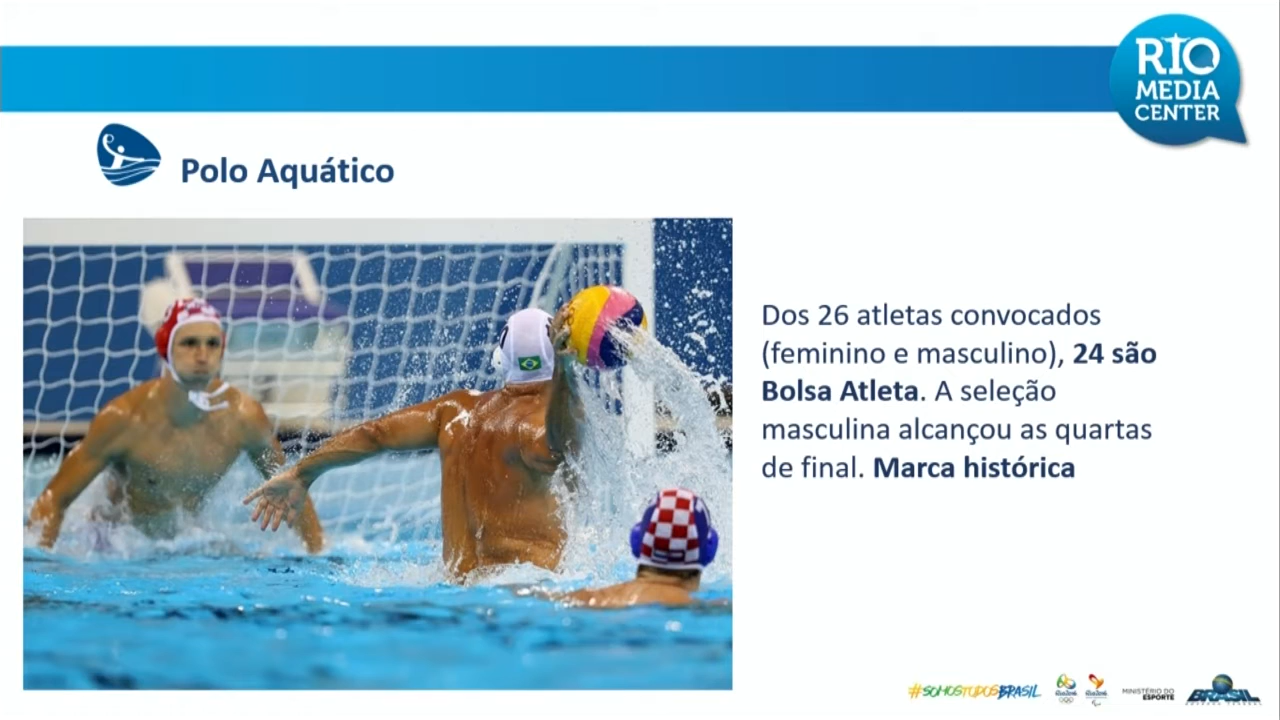 RIO
MEDIA
CENTER
Polo Aquático
Dos 26 atletas convocados
(feminino e masculino), 24 são
Bolsa Atleta. A seleção
masculina alcançou as quartas
de final. Marca histórica
#SOMOSTODOSBRASIL
MINISTÉRIO DO
ESPORTE
BRASIL